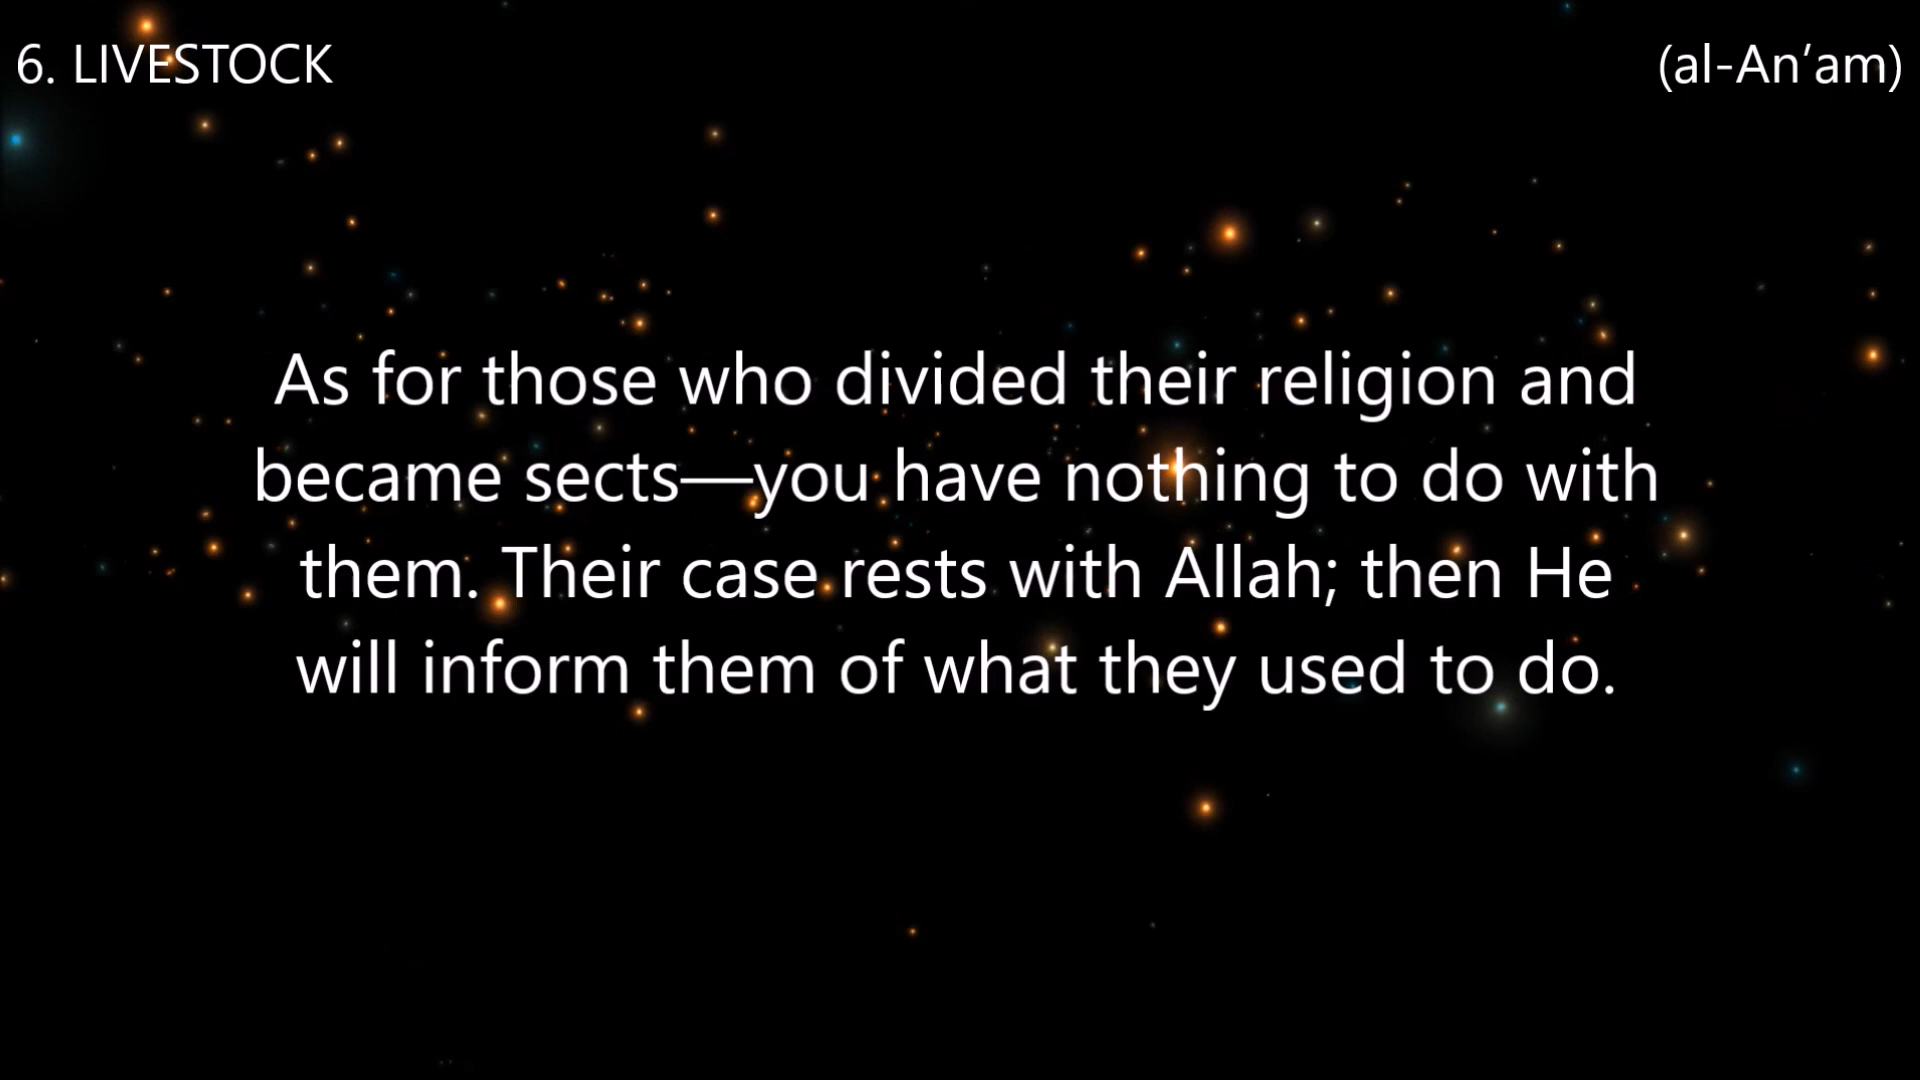 6. LIVESTOCK
(al-An’am)
As for those who divided their religion and
became sects—you have nothing to do with
them. Their case rests with Allah; then He
will inform them of what they used to do.